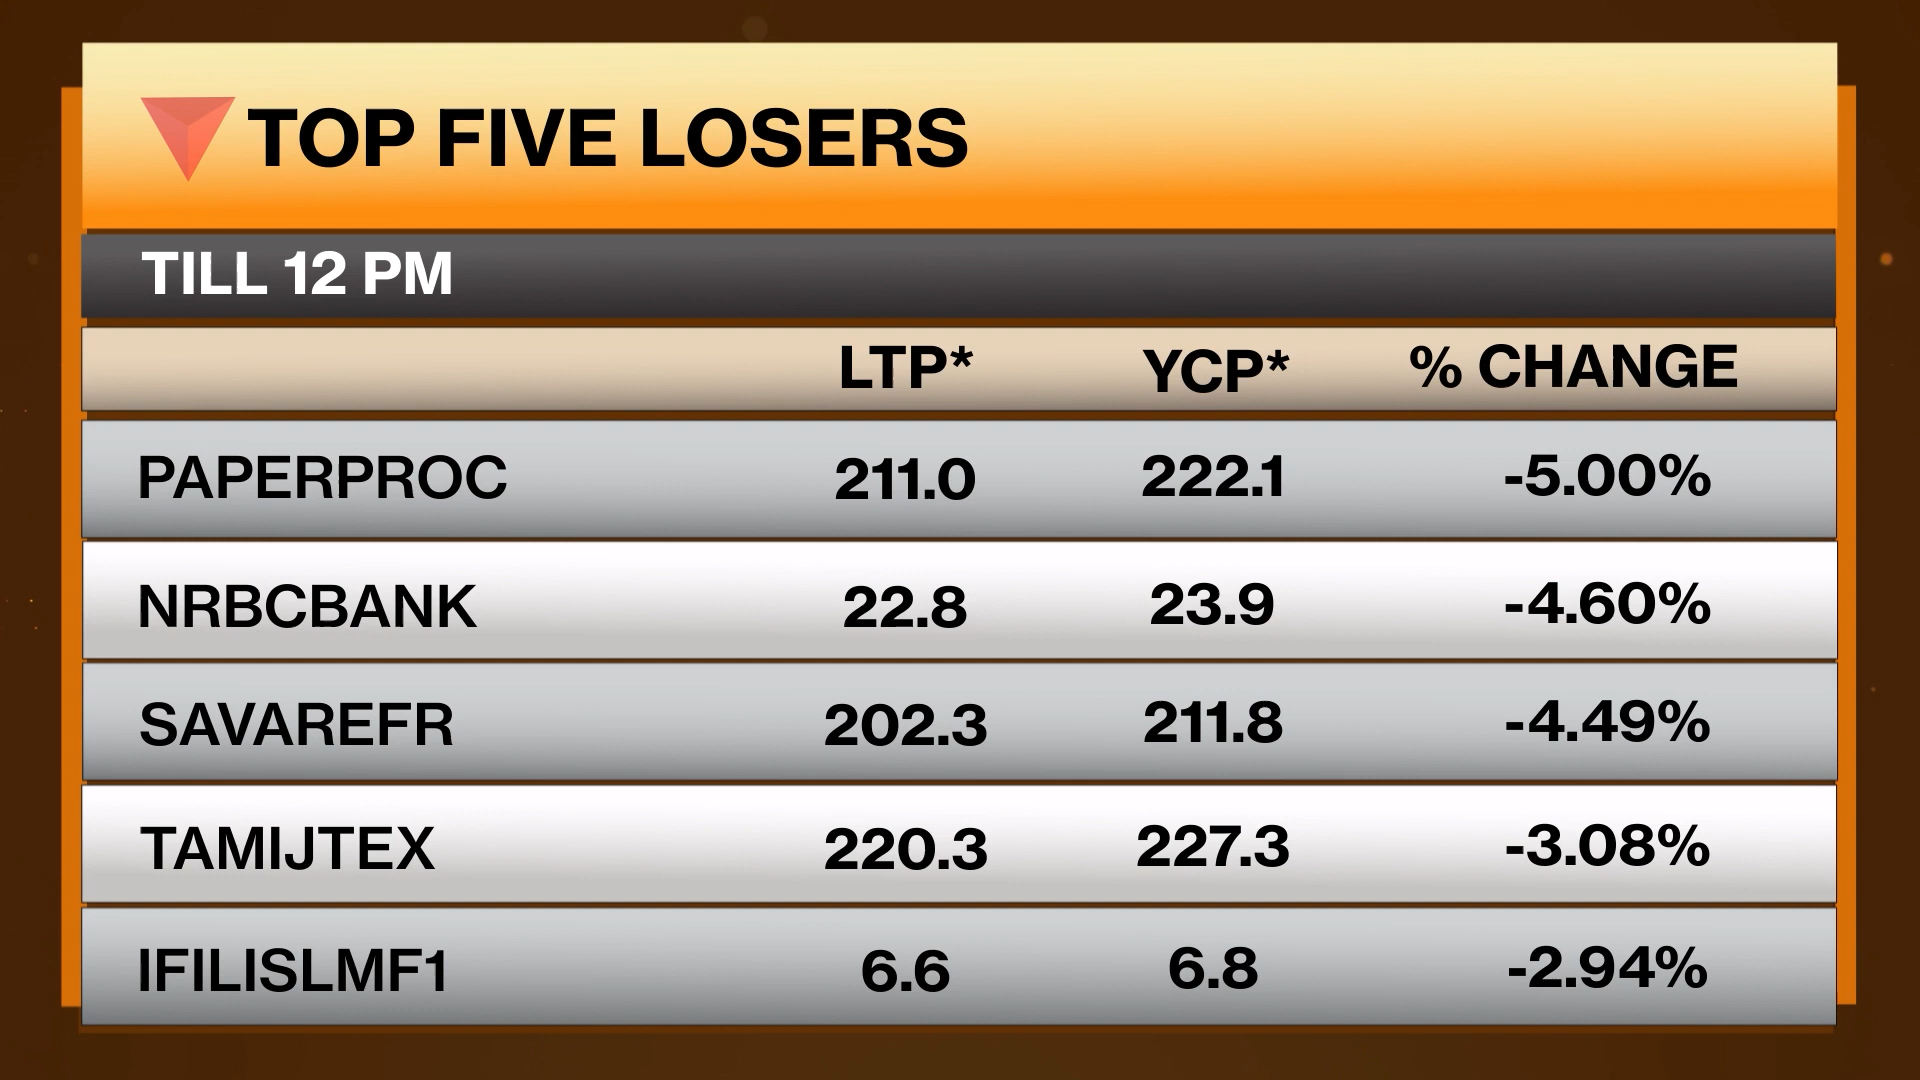 TOP FIVE LOSERS
TILL 12 PM
LTP* YCP* % CHANGE
PAPERPROC 211.0 222.1 -5.00%
NRBCBANK 22.8 23.9 -4.60%
SAVAREFR 202.3 211.8 -4.49%
TAMIJTEX 220.3 227.3 -3.08%
IFILISLMF1 6.6 6.8 -2.94%